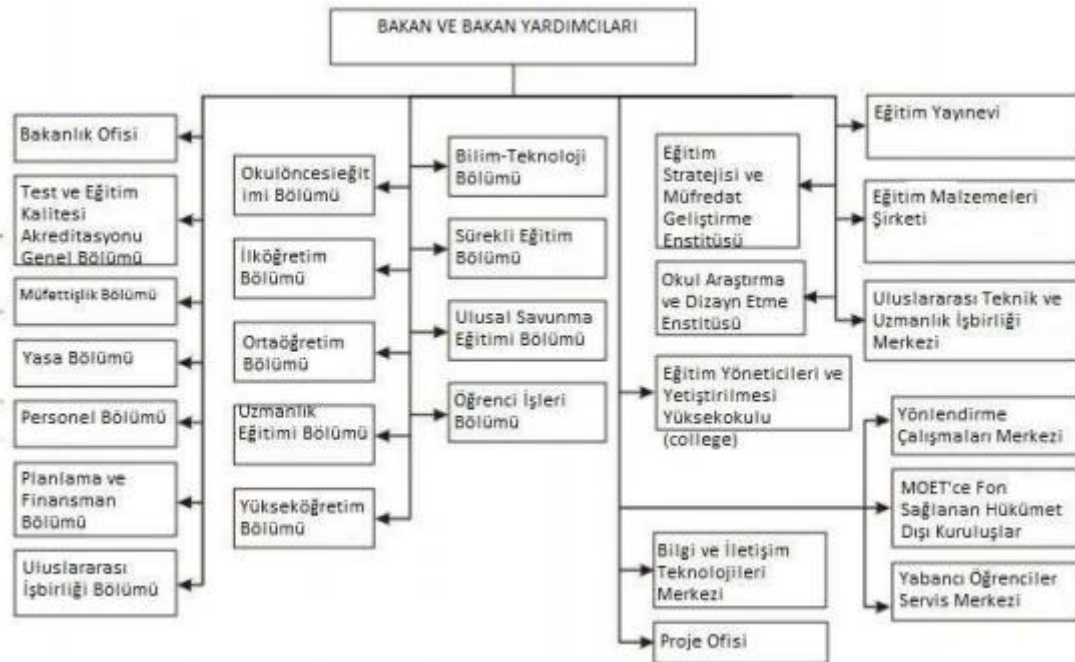 BAKAN VE BAKAN YARDIMCILARI
Bakanlık Ofisi
Test ve Eğitim
Kalitesi
Akreditasyonu
Genel Bölümü
Müfettişlik Bölümü
Yasa Bölümü
Personel Bölümü
Planlama ve
Finansman
Bölümü
Uluslararası
İşbirliği Bölümü
Okulöncesieğit
imi Bölümü
İlköğretim
Bölümü
Ortaöğretim
Bölümü
Uzmanlık
Eğitimi Bölümü
Yükseköğretim
Bölümü
Bilim-Teknoloji
Bölümü
Sürekli Eğitim
Bölümü
Ulusal Savunma
Eğitimi Bölümü
Öğrenci İşleri
Bölümü
Eğitim
Stratejisi ve
Müfredat
Geliştirme
Enstitüsü
Okul Araştırma
ve Dizayn Etme
Enstitüsü
Eğitim Yöneticileri ve
Yetiştirilmesi
Yüksekokulu
(college)
Bilgi ve İletişim
Teknolojileri
Merkezi
Proje Ofisi
Eğitim Yayınevi
Eğitim Malzemeleri
Şirketi
Uluslararası Teknik ve
Uzmanlık İşbirliği
Merkezi
Yönlendirme
Çalışmaları Merkezi
MOET'ce Fon
Sağlanan Hükümet
Dışı Kuruluşlar
Yabancı Öğrenciler
Servis Merkezi